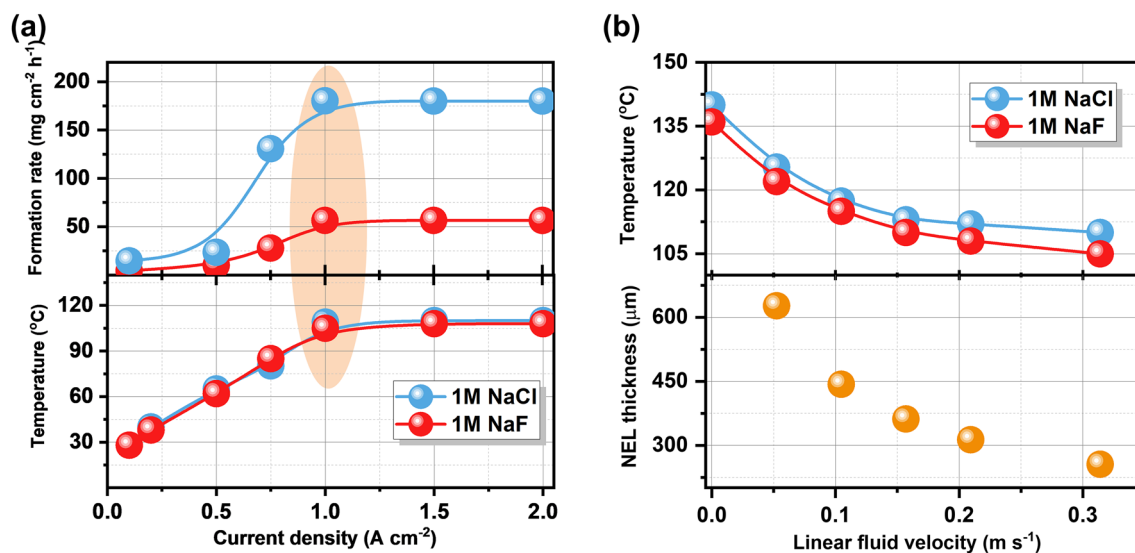 (a)
Formation rate (mg cm⁻² h⁻¹)
200
150
100
50
Temperature (°C)
120
90
60
30
1M NaCl
1M NaF
0.0 0.5 1.0 1.5 2.0
Current density (A cm⁻²)
(b)
Temperature (°C)
150
135
120
105
1M NaCl
1M NaF
NEL thickness (μm)
600
450
300
0.0 0.1 0.2 0.3
Linear fluid velocity (m s⁻¹)